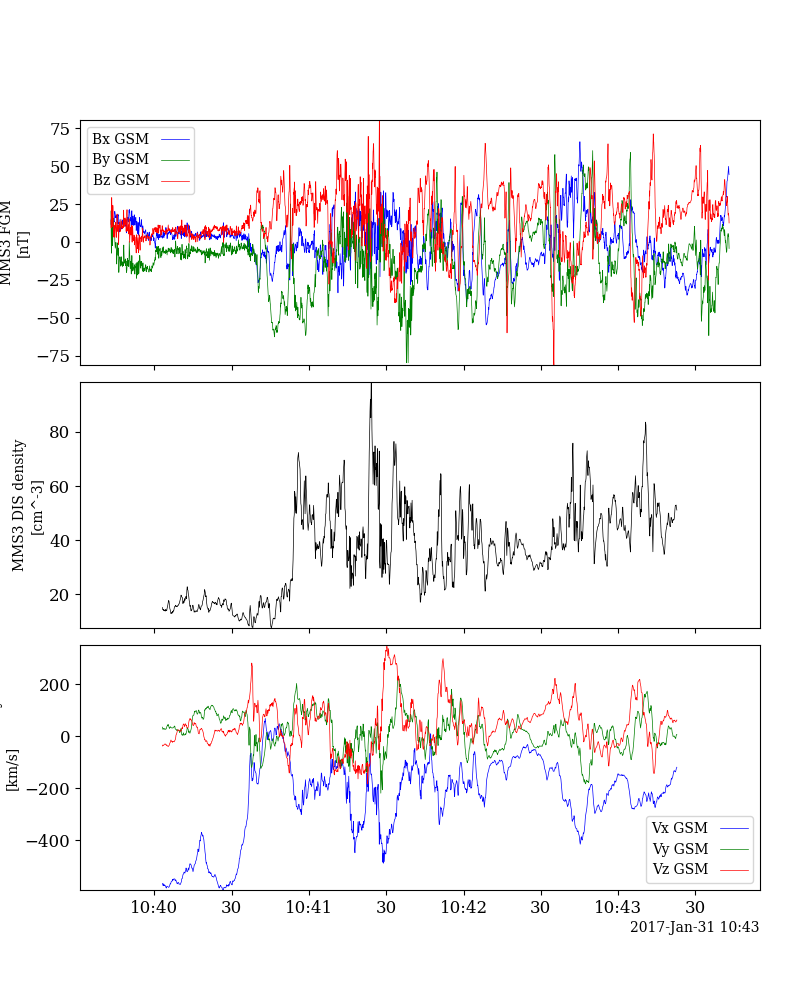 75
50
25
0
−25
−50
−75
MMS3 FGM
[nT]
Bx GSM
By GSM
Bz GSM
80
60
40
20
MMS3 DIS density
[cm^-3]
200
0
−200
−400
[km/s]
Vx GSM
Vy GSM
Vz GSM
10:40 30 10:41 30 10:42 30 10:43 30
2017-Jan-31 10:43